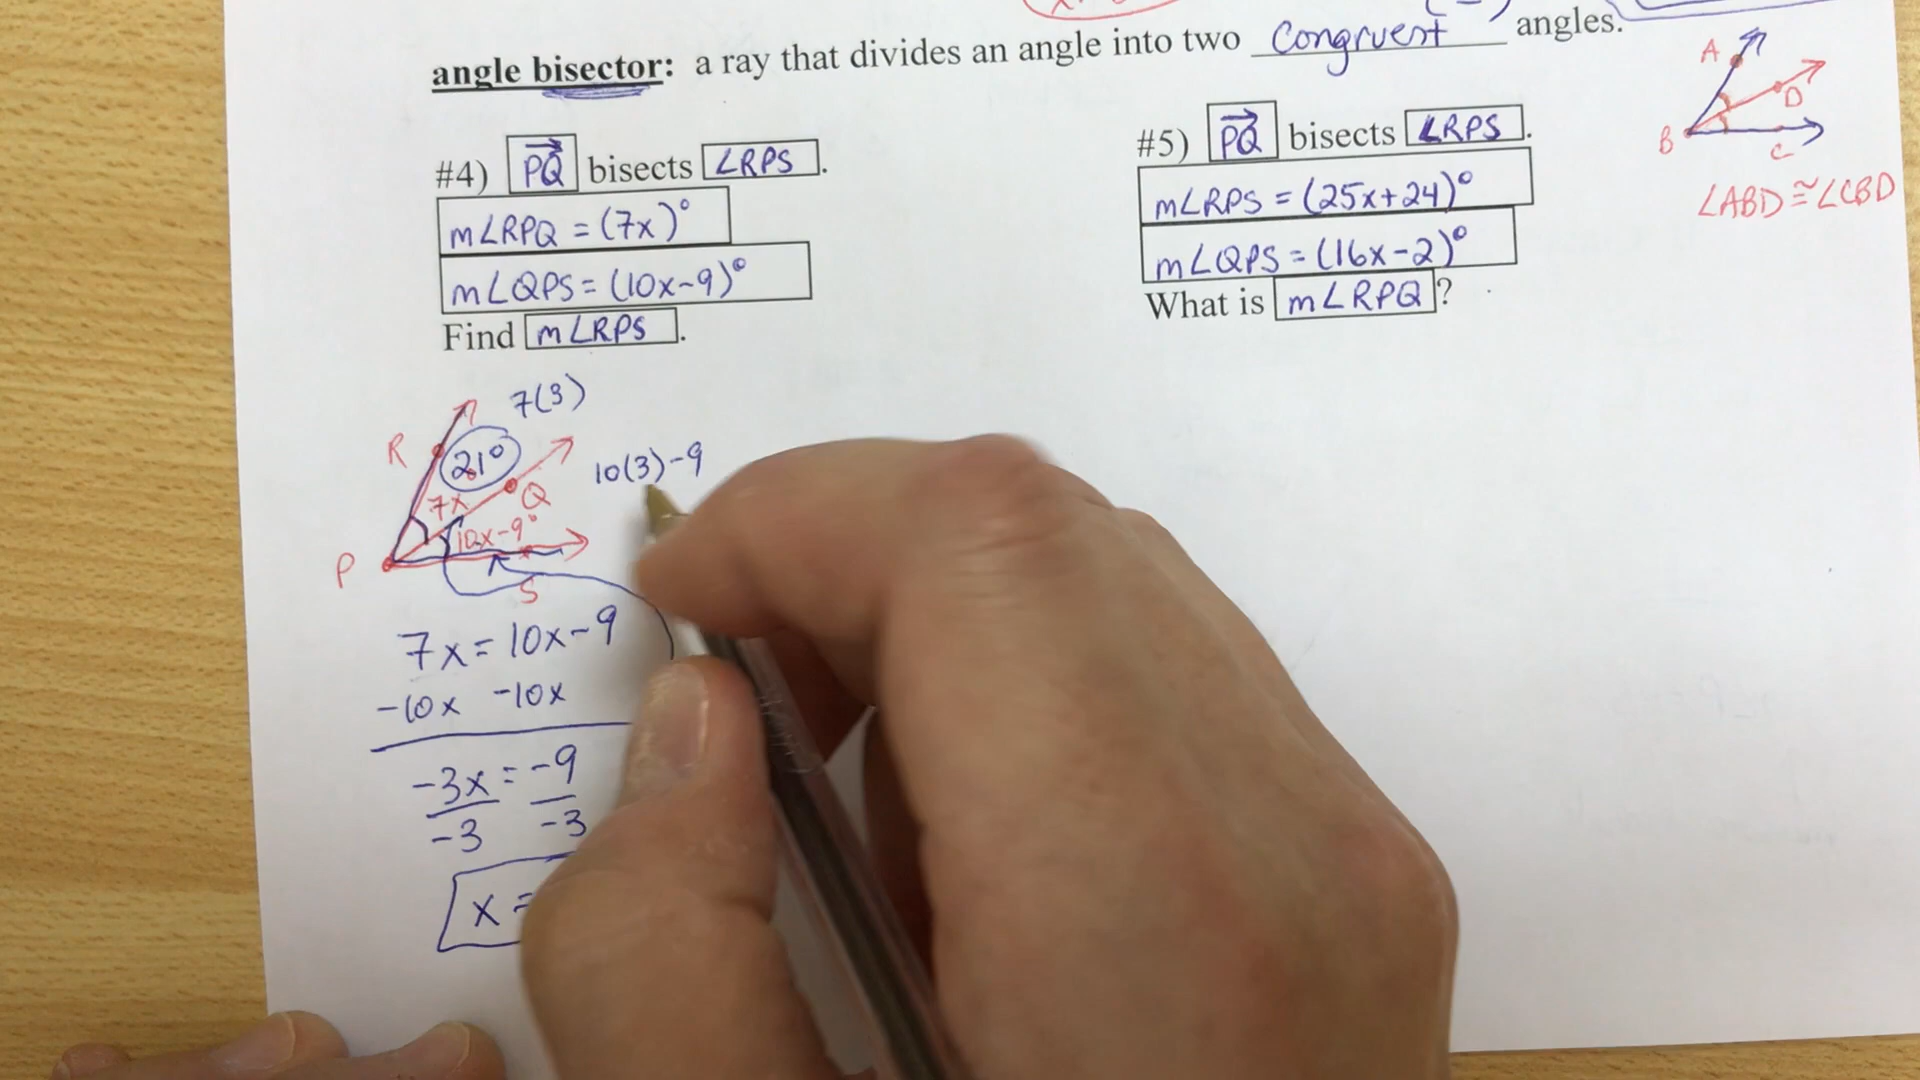 angle bisector: a ray that divides an angle into two congruent angles.
#4) PQ bisects ∠RPS.
m∠RPQ = (7x)°
m∠QPS = (10x-9)°
Find m∠RPS.
#5) PQ bisects ∠RPS.
m∠RPS = (25x+24)°
m∠QPS = (16x-2)°
What is m∠RPQ?
A
D
B
C
∠ABD ≅ ∠CBD
7(3)
R
21°
10(3)-9
7x
Q
10x-9°
P
S
7x = 10x-9
-10x -10x
-3x = -9
-3 -3
x =